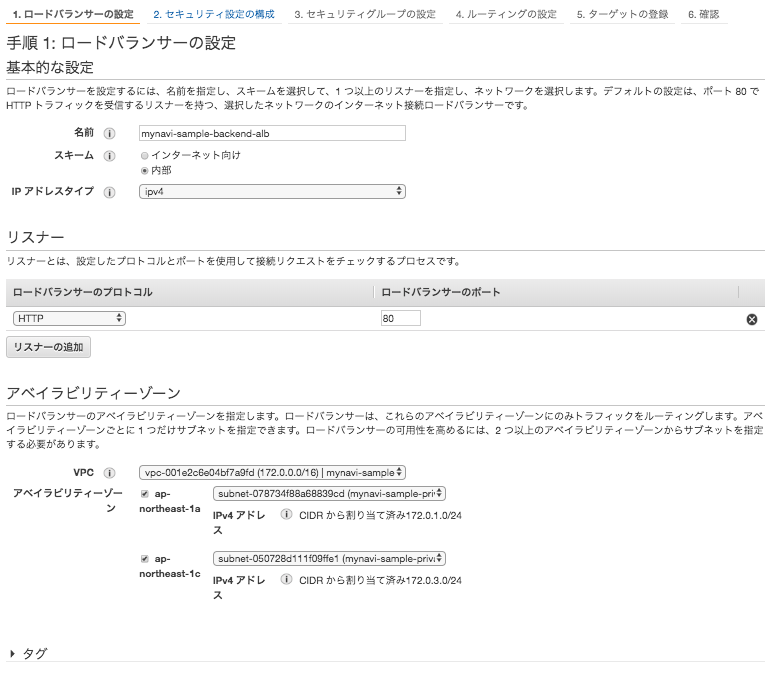 1. ロードバランサーの設定 2. セキュリティ設定の構成 3. セキュリティグループの設定 4. ルーティングの設定 5. ターゲットの登録 6. 確認
手順 1: ロードバランサーの設定
基本的な設定
ロードバランサーを設定するには、名前を指定し、スキームを選択して、1 つ以上のリスナーを指定し、ネットワークを選択します。デフォルトの設定は、ポート 80 で
HTTP トラフィックを受信するリスナーを持つ、選択したネットワークのインターネット接続ロードバランサーです。
名前 i mynavi-sample-backend-alb
スキーム i インターネット向け
内部
IP アドレスタイプ i ipv4
リスナー
リスナーとは、設定したプロトコルとポートを使用して接続リクエストをチェックするプロセスです。
ロードバランサーのプロトコル ロードバランサーのポート
HTTP 80
リスナーの追加
アベイラビリティーゾーン
ロードバランサーのアベイラビリティーゾーンを指定します。ロードバランサーは、これらのアベイラビリティーゾーンにのみトラフィックをルーティングします。アベ
イラビリティーゾーンごとに 1 つだけサブネットを指定できます。ロードバランサーの可用性を高めるには、2 つ以上のアベイラビリティーゾーンからサブネットを指定
する必要があります。
VPC i vpc-001e2c6e04bf7a9fd (172.0.0.0/16) | mynavi-sample
アベイラビリティーゾー ap- subnet-078734f88a68839cd (mynavi-sample-priv
ン northeast-1a IPv4 アドレ i CIDR から割り当て済み172.0.1.0/24
ス
ap- subnet-050728d111f09ffe1 (mynavi-sample-priva
northeast-1c IPv4 アドレ i CIDR から割り当て済み172.0.3.0/24
ス
タグ